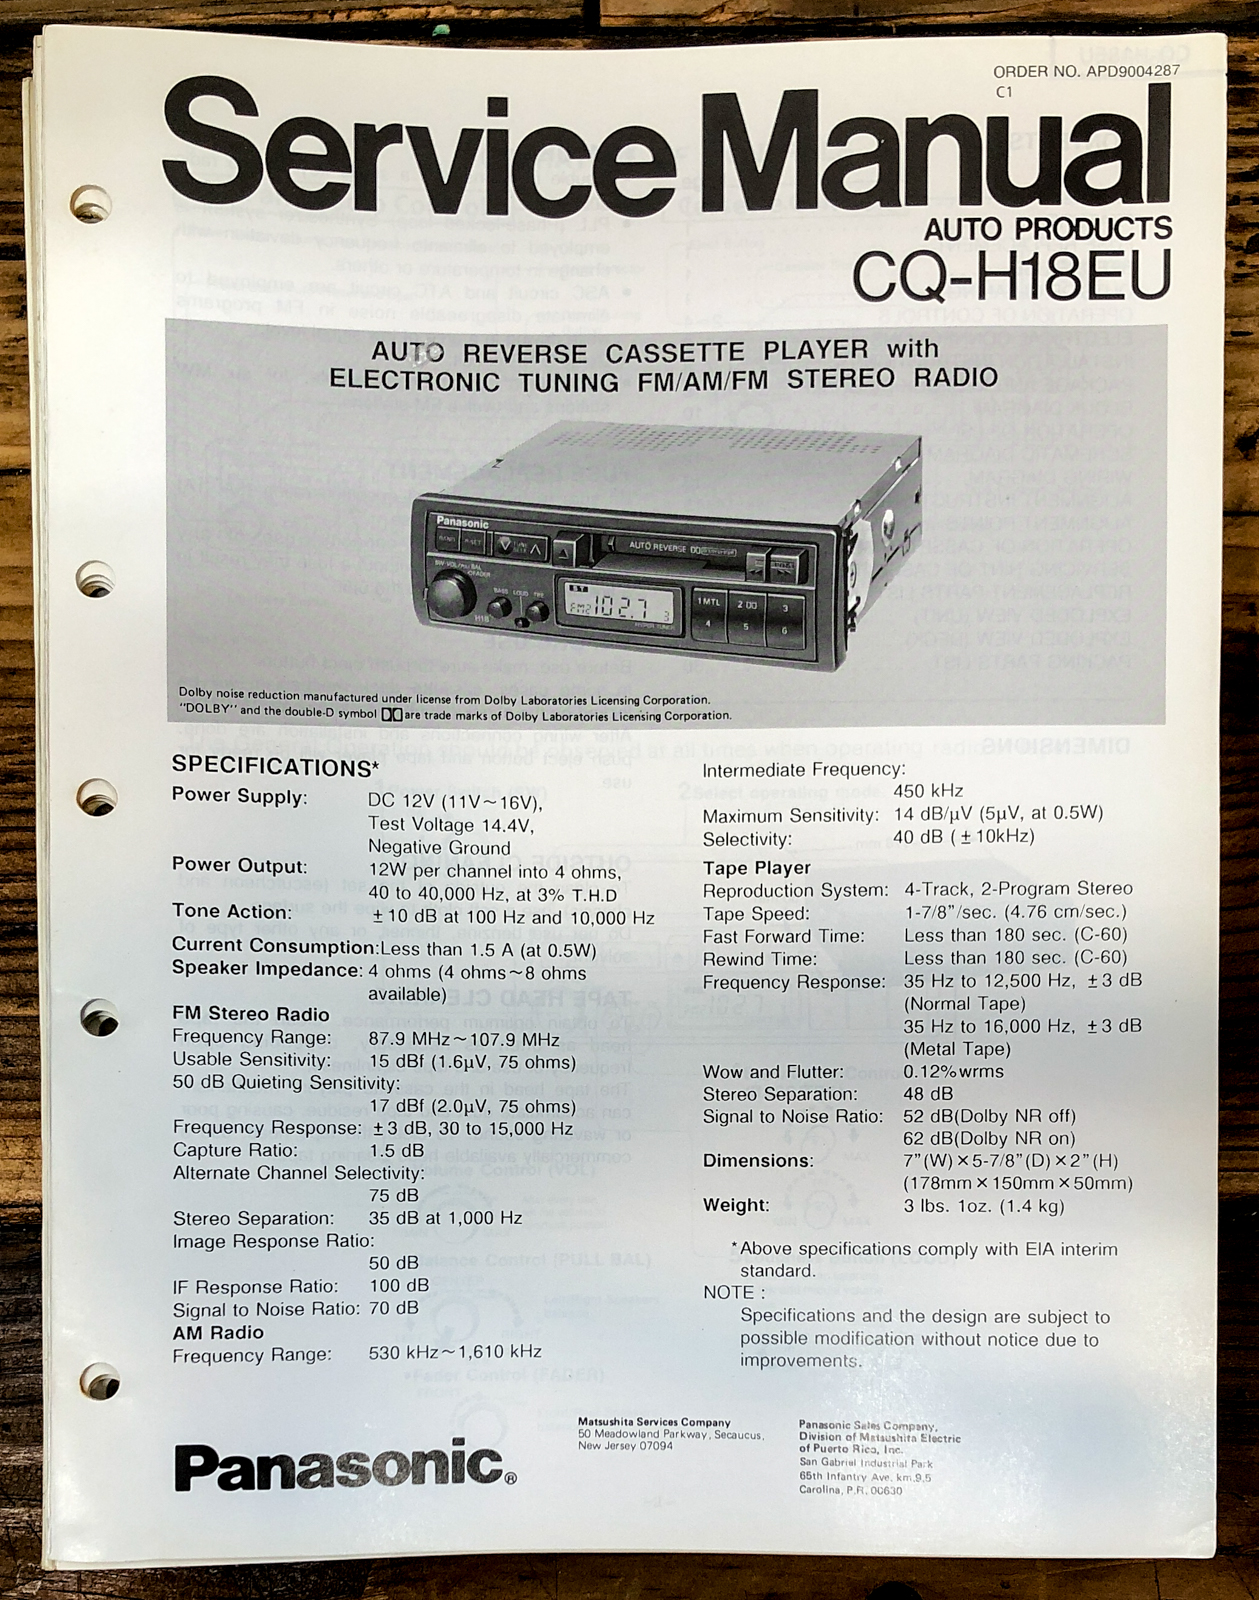 ORDER NO. APD9004287
C1
Service Manual
AUTO PRODUCTS
CQ-H18EU
AUTO REVERSE CASSETTE PLAYER with
ELECTRONIC TUNING FM/AM/FM STEREO RADIO
Panasonic
AUTO REVERSE
BASS LOUD TRE
H18
ST
FM2 102.7 3
1 MTL 2 3
4 5 6
Dolby noise reduction manufactured under license from Dolby Laboratories Licensing Corporation.
"DOLBY" and the double-D symbol are trade marks of Dolby Laboratories Licensing Corporation.
SPECIFICATIONS*
Power Supply: DC 12V (11V~16V),
Test Voltage 14.4V,
Negative Ground
Power Output: 12W per channel into 4 ohms,
40 to 40,000 Hz, at 3% T.H.D
Tone Action: ±10 dB at 100 Hz and 10,000 Hz
Current Consumption: Less than 1.5 A (at 0.5W)
Speaker Impedance: 4 ohms (4 ohms~8 ohms
available)
FM Stereo Radio
Frequency Range: 87.9 MHz~107.9 MHz
Usable Sensitivity: 15 dBf (1.6µV, 75 ohms)
50 dB Quieting Sensitivity:
17 dBf (2.0µV, 75 ohms)
Frequency Response: ±3 dB, 30 to 15,000 Hz
Capture Ratio: 1.5 dB
Alternate Channel Selectivity:
75 dB
Stereo Separation: 35 dB at 1,000 Hz
Image Response Ratio:
50 dB
IF Response Ratio: 100 dB
Signal to Noise Ratio: 70 dB
AM Radio
Frequency Range: 530 kHz~1,610 kHz
Intermediate Frequency:
450 kHz
Maximum Sensitivity: 14 dB/µV (5µV, at 0.5W)
Selectivity: 40 dB (±10kHz)
Tape Player
Reproduction System: 4-Track, 2-Program Stereo
Tape Speed: 1-7/8"/sec. (4.76 cm/sec.)
Fast Forward Time: Less than 180 sec. (C-60)
Rewind Time: Less than 180 sec. (C-60)
Frequency Response: 35 Hz to 12,500 Hz, ±3 dB
(Normal Tape)
35 Hz to 16,000 Hz, ±3 dB
(Metal Tape)
Wow and Flutter: 0.12% wrms
Stereo Separation: 48 dB
Signal to Noise Ratio: 52 dB(Dolby NR off)
62 dB(Dolby NR on)
Dimensions: 7"(W)×5-7/8"(D)×2"(H)
(178mm×150mm×50mm)
Weight: 3 lbs. 1oz. (1.4 kg)
*Above specifications comply with EIA interim
standard.
NOTE :
Specifications and the design are subject to
possible modification without notice due to
improvements.
Panasonic®
Matsushita Services Company
50 Meadowland Parkway, Secaucus,
New Jersey 07094
Panasonic Sales Company,
Division of Matsushita Electric
of Puerto Rico, Inc.
San Gabriel Industrial Park
65th Infantry Ave. km.9.5
Carolina, P.R. 00630